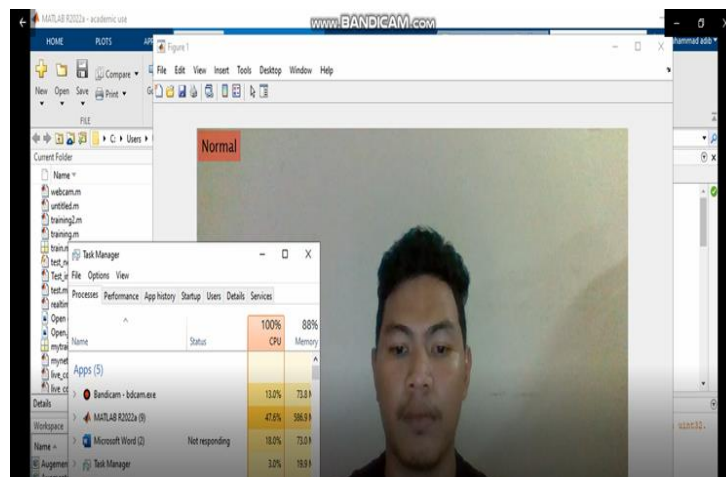 MATLAB R2022a - academic use
www.BANDICAM.com
HOME PLOTS
Figure 1
File Edit View Insert Tools Desktop Window Help
Compare
New Open Save Print
FILE
C: Users
Current Folder
Name
webcam.m
untitled.m
training2.m
training.m
Normal
Task Manager
File Options View
Processes Performance App history Startup Users Details Services
100% 88%
Name Status CPU Memory
Apps (5)
Bandicam - bdcam.exe 13.0% 73.8 M
MATLAB R2022a (9) 47.6% 386.9 M
Microsoft Word (2) Not responding 18.0% 73.0 M
Task Manager 3.0% 19.9 M
Details
Workspace
Name
uint32.